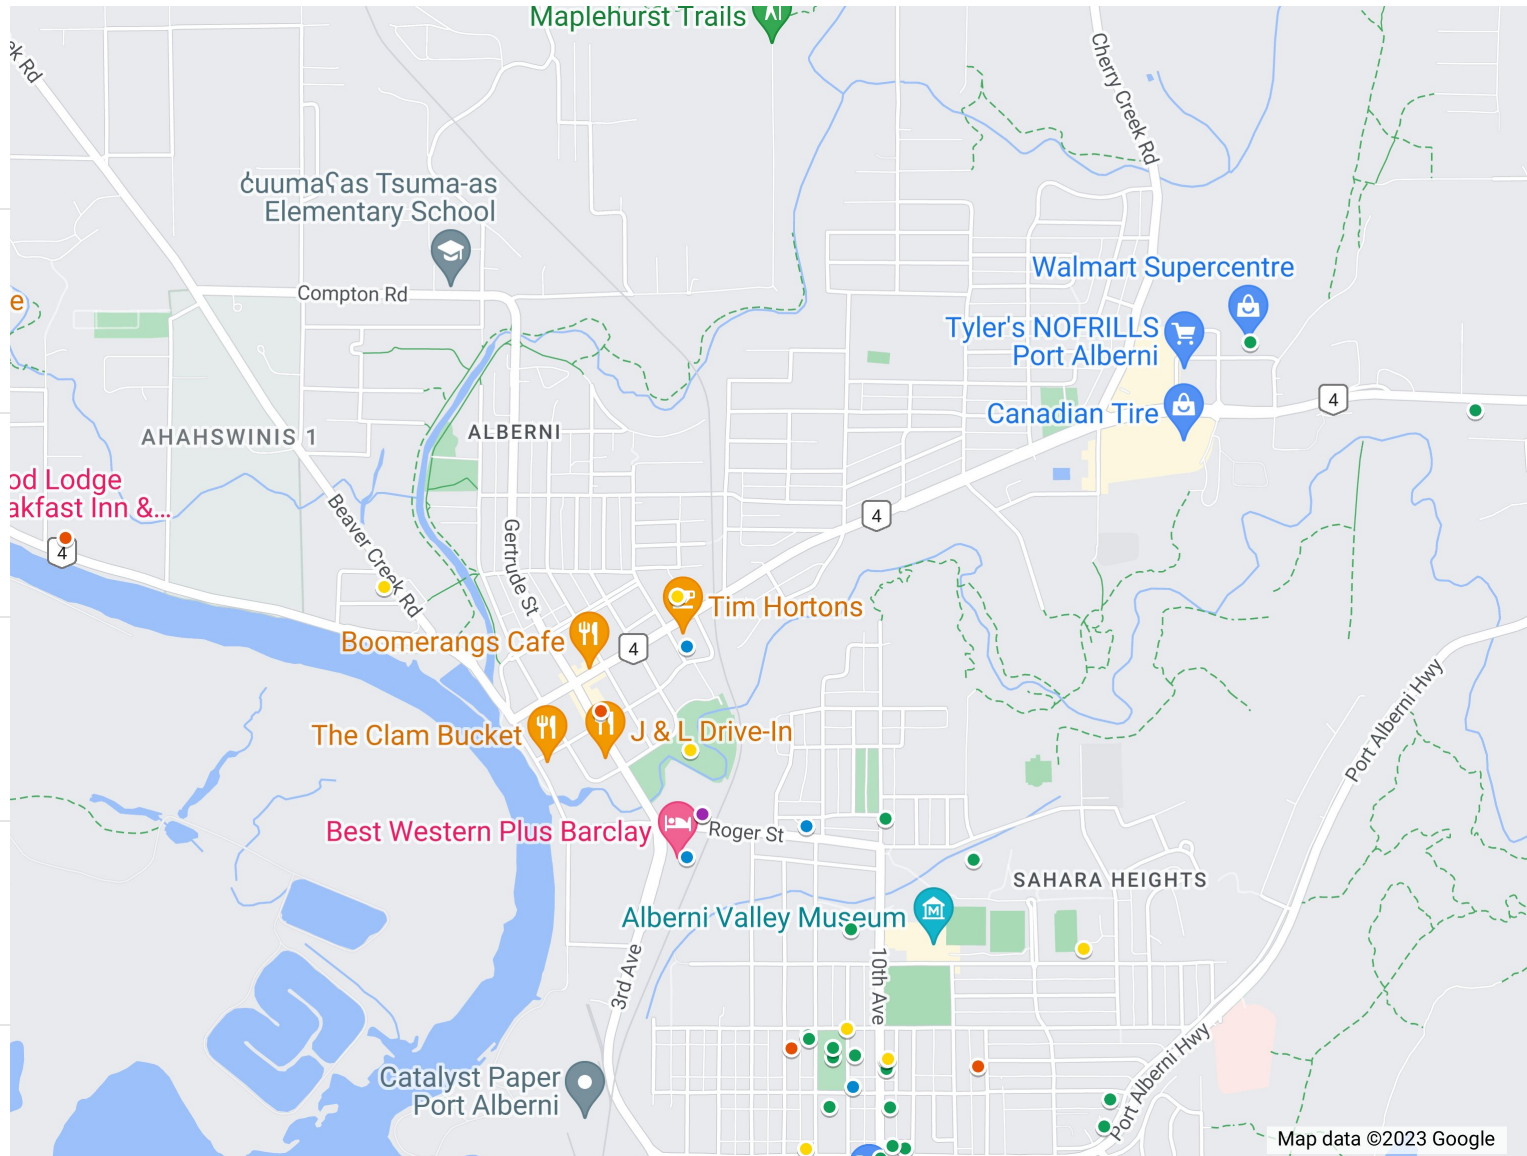 Maplehurst Trails
ek Rd
Cherry Creek Rd
c̓uumaʕas Tsuma-as
Elementary School
Walmart Supercentre
Compton Rd
e
Tyler's NOFRILLS
Port Alberni
4
Canadian Tire
AHAHSWINIS 1
ALBERNI
od Lodge
akfast Inn &...
4
4
Beaver Creek Rd
Gertrude St
Tim Hortons
Boomerangs Cafe
4
Port Alberni Hwy
The Clam Bucket
J & L Drive-In
Best Western Plus Barclay
Roger St
SAHARA HEIGHTS
Alberni Valley Museum
M
3rd Ave
10th Ave
Catalyst Paper
Port Alberni
Port Alberni Hwy
Map data ©2023 Google